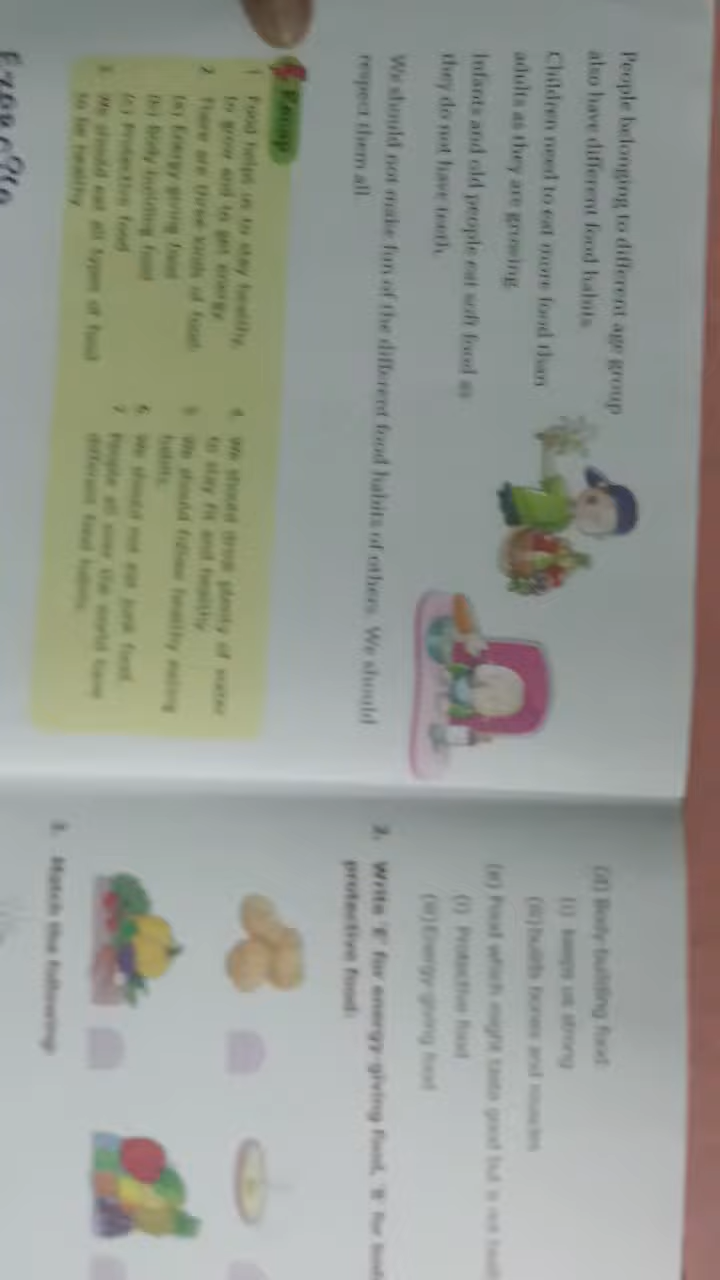 People belonging to different age group
also have different food habits.
Children need to eat more food than
adults as they are growing.
Infants and old people eat soft food as
they do not have teeth.
We should not make fun of the different food habits of others. We should
respect them all.
Recap
1. Food helps us to stay healthy,
to grow and to get energy.
2. There are three kinds of food:
(a) Energy giving food
(b) Body building food
(c) Protective food
3. We should eat all types of food
to be healthy.
4. We should drink plenty of water
to stay fit and healthy.
5. We should follow healthy eating
habits.
6. We should not eat junk food.
7. People all over the world have
different food habits.
(d) Body building food:
(i) keeps us strong
(iii) builds bones and muscles
(e) Food which might taste good but is not
(i) Protective food
(iii) Energy giving food
2. Write 'E' for energy giving food, 'B' for
protective food:
3. Match the following: